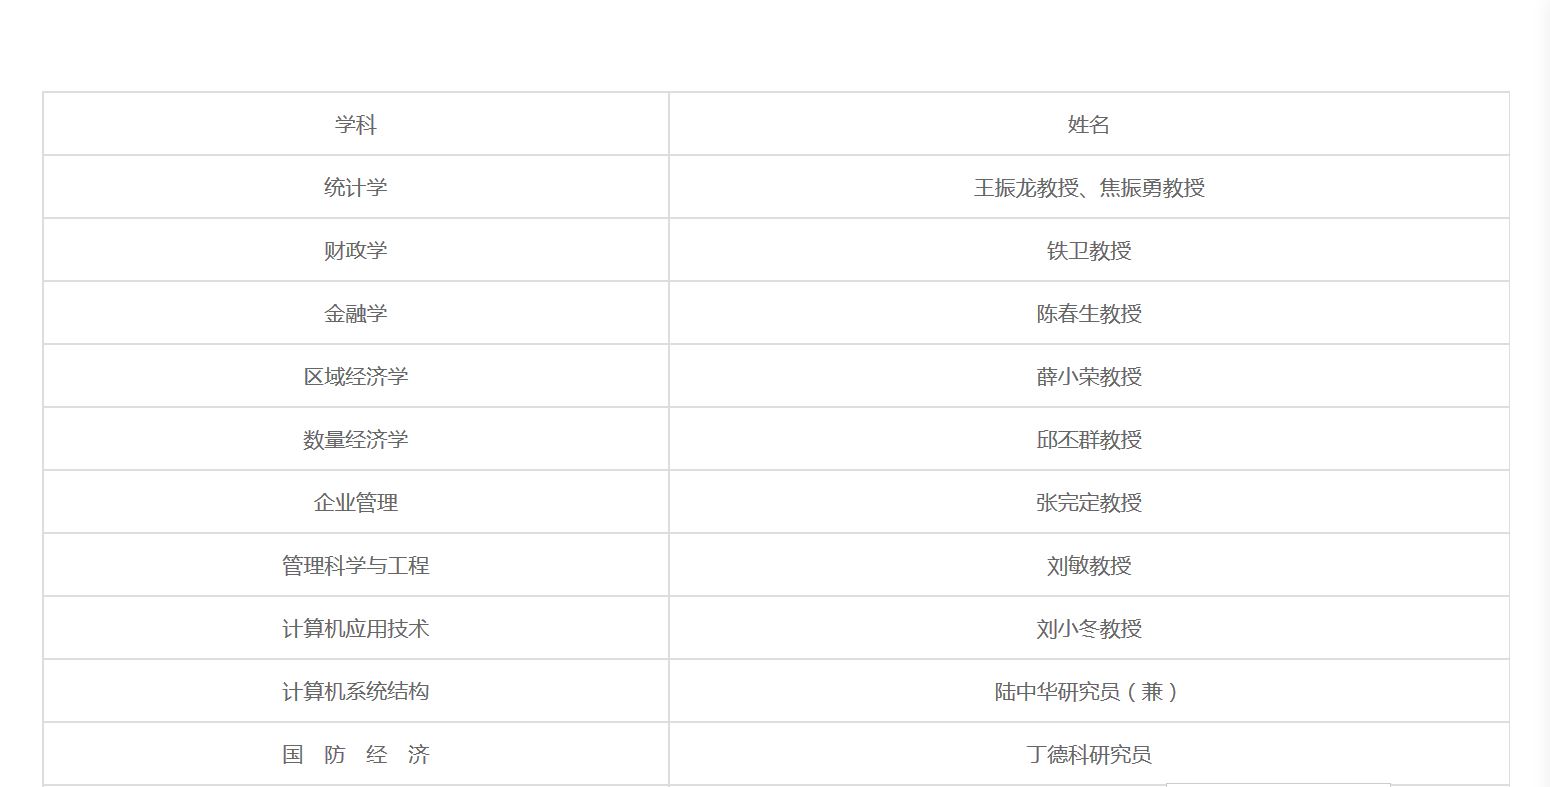 学科 姓名
统计学 王振龙教授、焦振勇教授
财政学 铁卫教授
金融学 陈春生教授
区域经济学 薛小荣教授
数量经济学 邱丕群教授
企业管理 张完定教授
管理科学与工程 刘敏教授
计算机应用技术 刘小冬教授
计算机系统结构 陆中华研究员（兼）
国 防 经 济 丁德科研究员